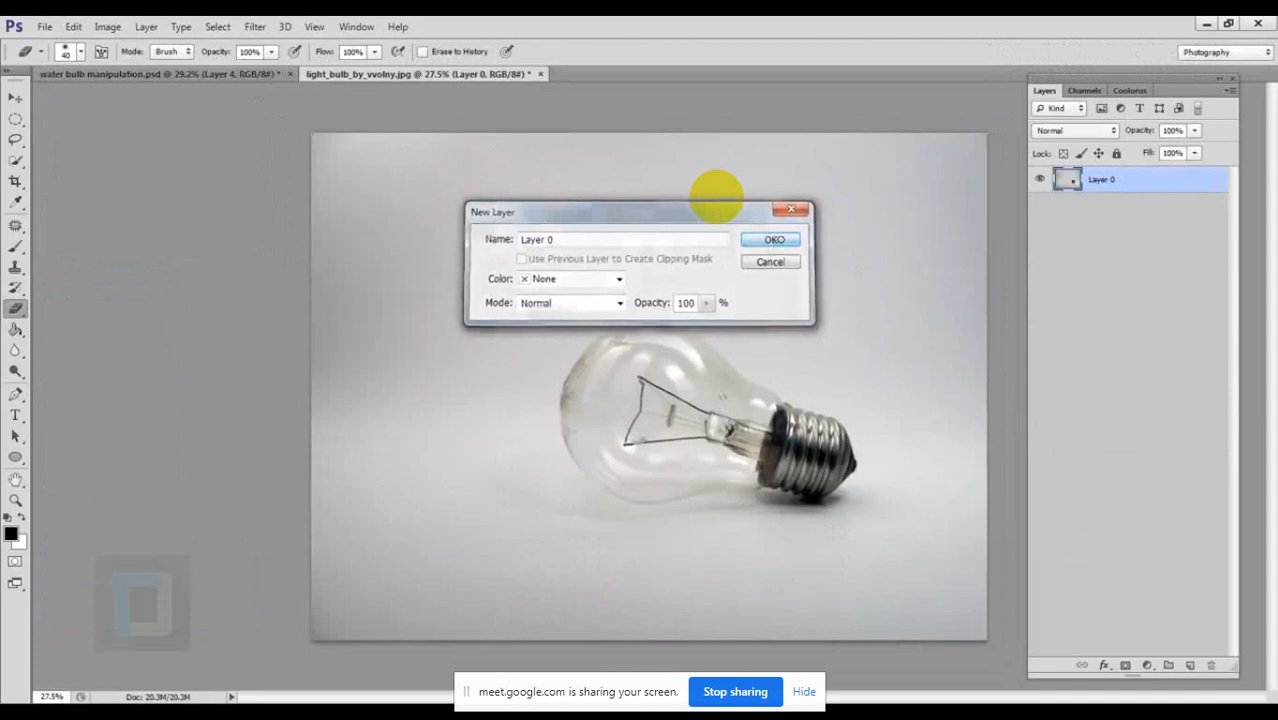 Ps File Edit Image Layer Type Select Filter 3D View Window Help
40 Mode: Brush Opacity: 100% Flow: 100% Erase to History Photography
water bulb manipulation.psd @ 29.2% (Layer 4, RGB/8#) * × light_bulb_by_vvolny.jpg @ 27.5% (Layer 0, RGB/8#) * ×
Layers Channels Coolorus
Kind
Normal Opacity: 100%
Lock: Fill: 100%
Layer 0
New Layer
Name: Layer 0 OK
Use Previous Layer to Create Clipping Mask Cancel
Color: × None
Mode: Normal Opacity: 100 %
meet.google.com is sharing your screen. Stop sharing Hide
27.5% Doc: 20.3M/20.3M